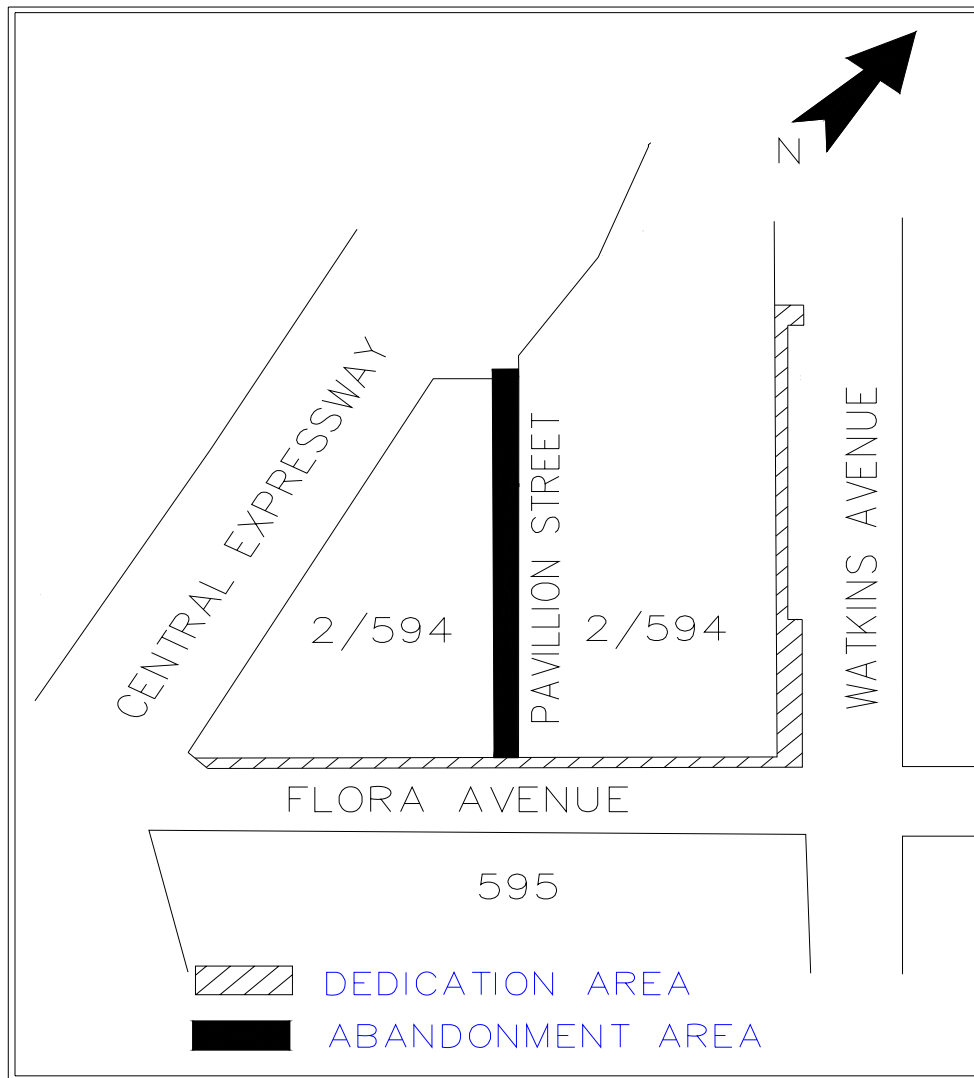 N
CENTRAL EXPRESSWAY
PAVILLION STREET
WATKINS AVENUE
2/594
2/594
FLORA AVENUE
595
DEDICATION AREA
ABANDONMENT AREA